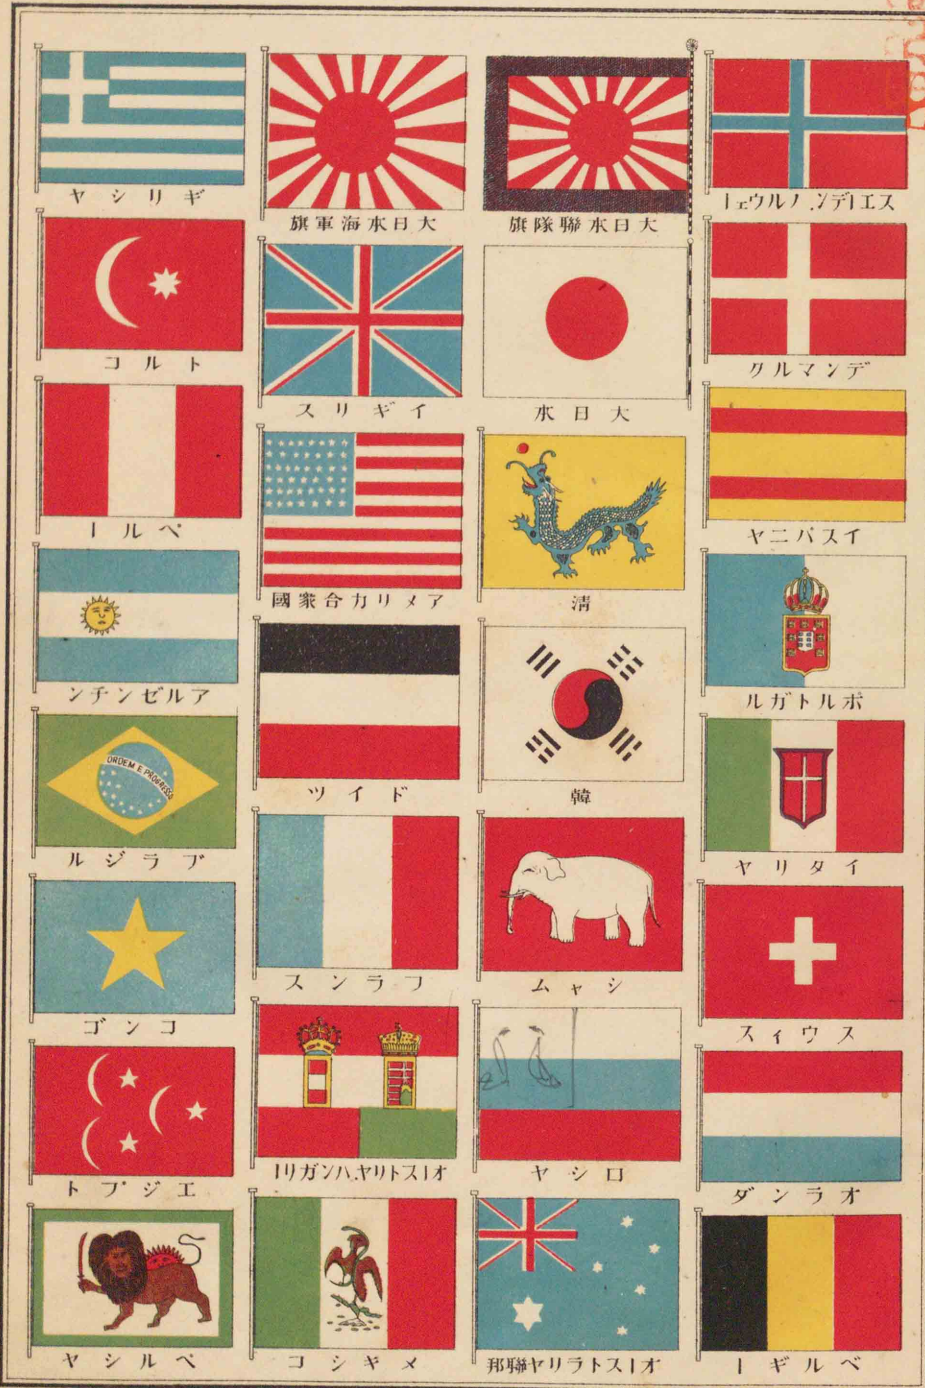 スエーデン.ノルウェー
デンマルク
イスパニヤ
ポルトガル
イタリヤ
スウィス
オランダ
ベルギー
大日本聯隊旗
大日本
清
韓
シャム
ロシヤ
オーストラリヤ聯邦
大日本海軍旗
イギリス
アメリカ合衆國
ドイツ
フランス
オーストリヤ.ハンガリー
メキシコ
ギリシヤ
トルコ
ペルー
アルゼンチン
ORDEM E PROGRESSO
ブラジル
コンゴ
エジプト
ペルシヤ